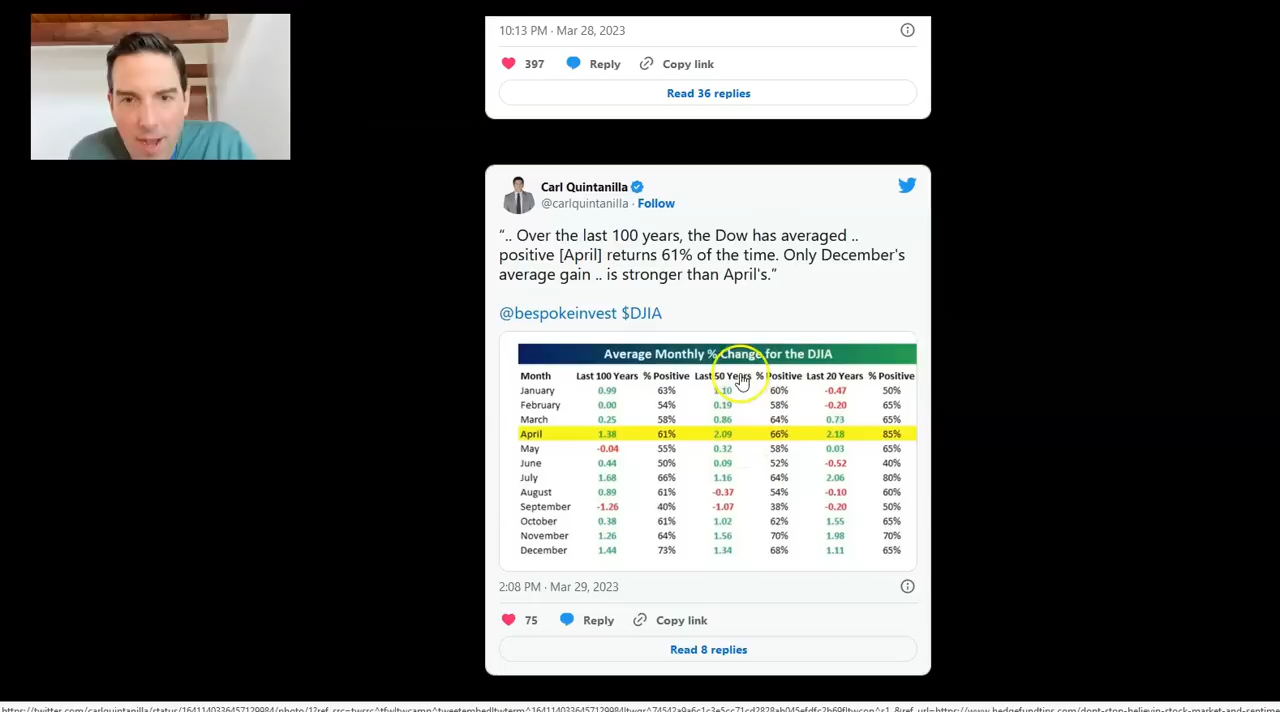 10:13 PM · Mar 28, 2023
397 Reply Copy link
Read 36 replies
Carl Quintanilla
@carlquintanilla · Follow
“.. Over the last 100 years, the Dow has averaged ..
positive [April] returns 61% of the time. Only December's
average gain .. is stronger than April's.”
@bespokeinvest $DJIA
Average Monthly % Change for the DJIA
Month Last 100 Years % Positive Last 50 Years % Positive Last 20 Years % Positive
January 0.99 63% 1.10 60% -0.47 50%
February 0.00 54% 0.19 58% -0.20 65%
March 0.25 58% 0.86 64% 0.73 65%
April 1.38 61% 2.09 66% 2.18 85%
May -0.04 55% 0.32 58% 0.03 65%
June 0.44 50% 0.09 52% -0.52 40%
July 1.68 66% 1.16 64% 2.06 80%
August 0.89 61% -0.37 54% -0.10 60%
September -1.26 40% -1.07 38% -0.20 50%
October 0.38 61% 1.02 62% 1.55 65%
November 1.26 64% 1.56 70% 1.98 70%
December 1.44 73% 1.34 68% 1.11 65%
2:08 PM · Mar 29, 2023
75 Reply Copy link
Read 8 replies